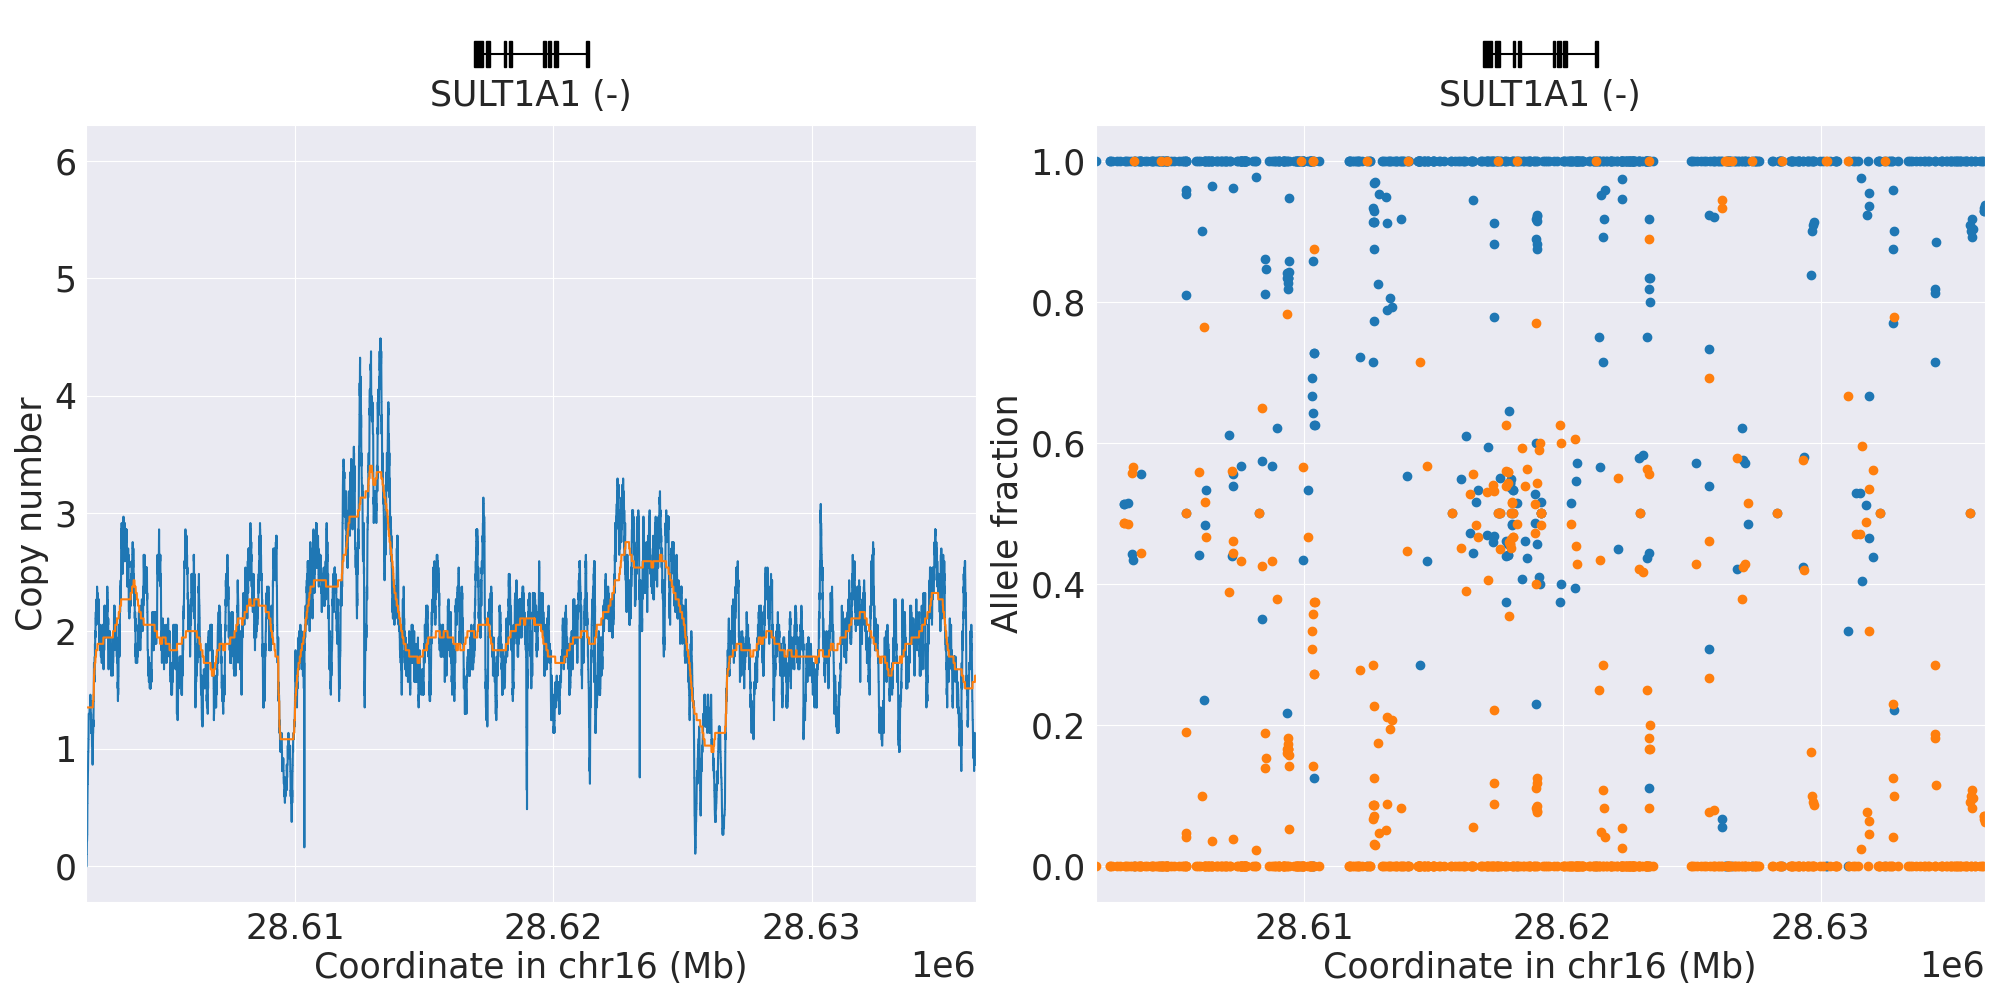 SULT1A1 (-)
SULT1A1 (-)
Copy number
6
5
4
3
2
1
0
28.61
28.62
28.63
Coordinate in chr16 (Mb)
1e6
Allele fraction
1.0
0.8
0.6
0.4
0.2
0.0
28.61
28.62
28.63
Coordinate in chr16 (Mb)
1e6